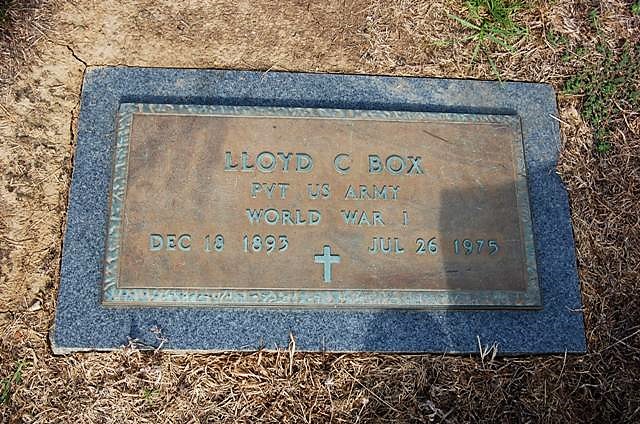 LLOYD C BOX
PVT US ARMY
WORLD WAR I
DEC 18 1893 JUL 26 1975